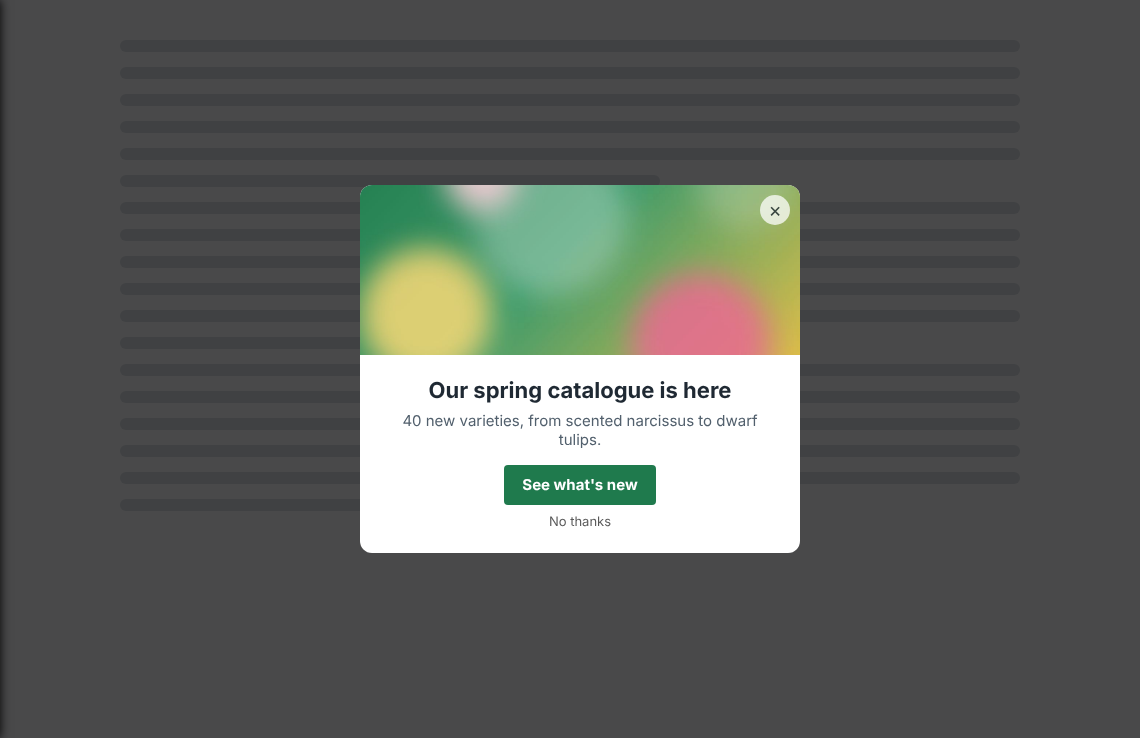 Our spring catalogue is here
40 new varieties, from scented narcissus to dwarf
tulips.
See what's new
No thanks